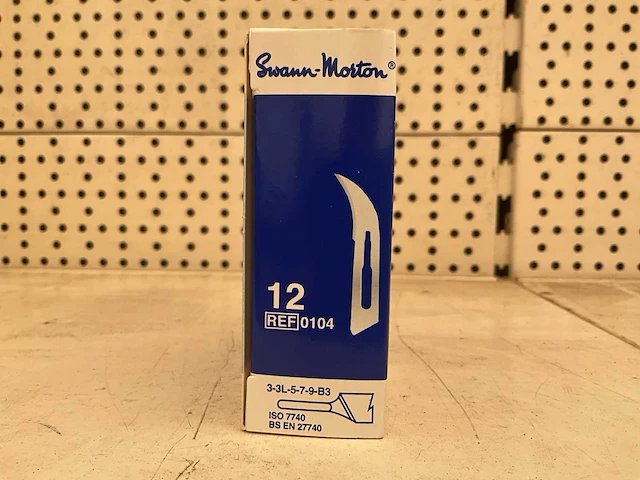 Swann-Morton®
12
REF 0104
3-3L-5-7-9-B3
ISO 7740
BS EN 27740